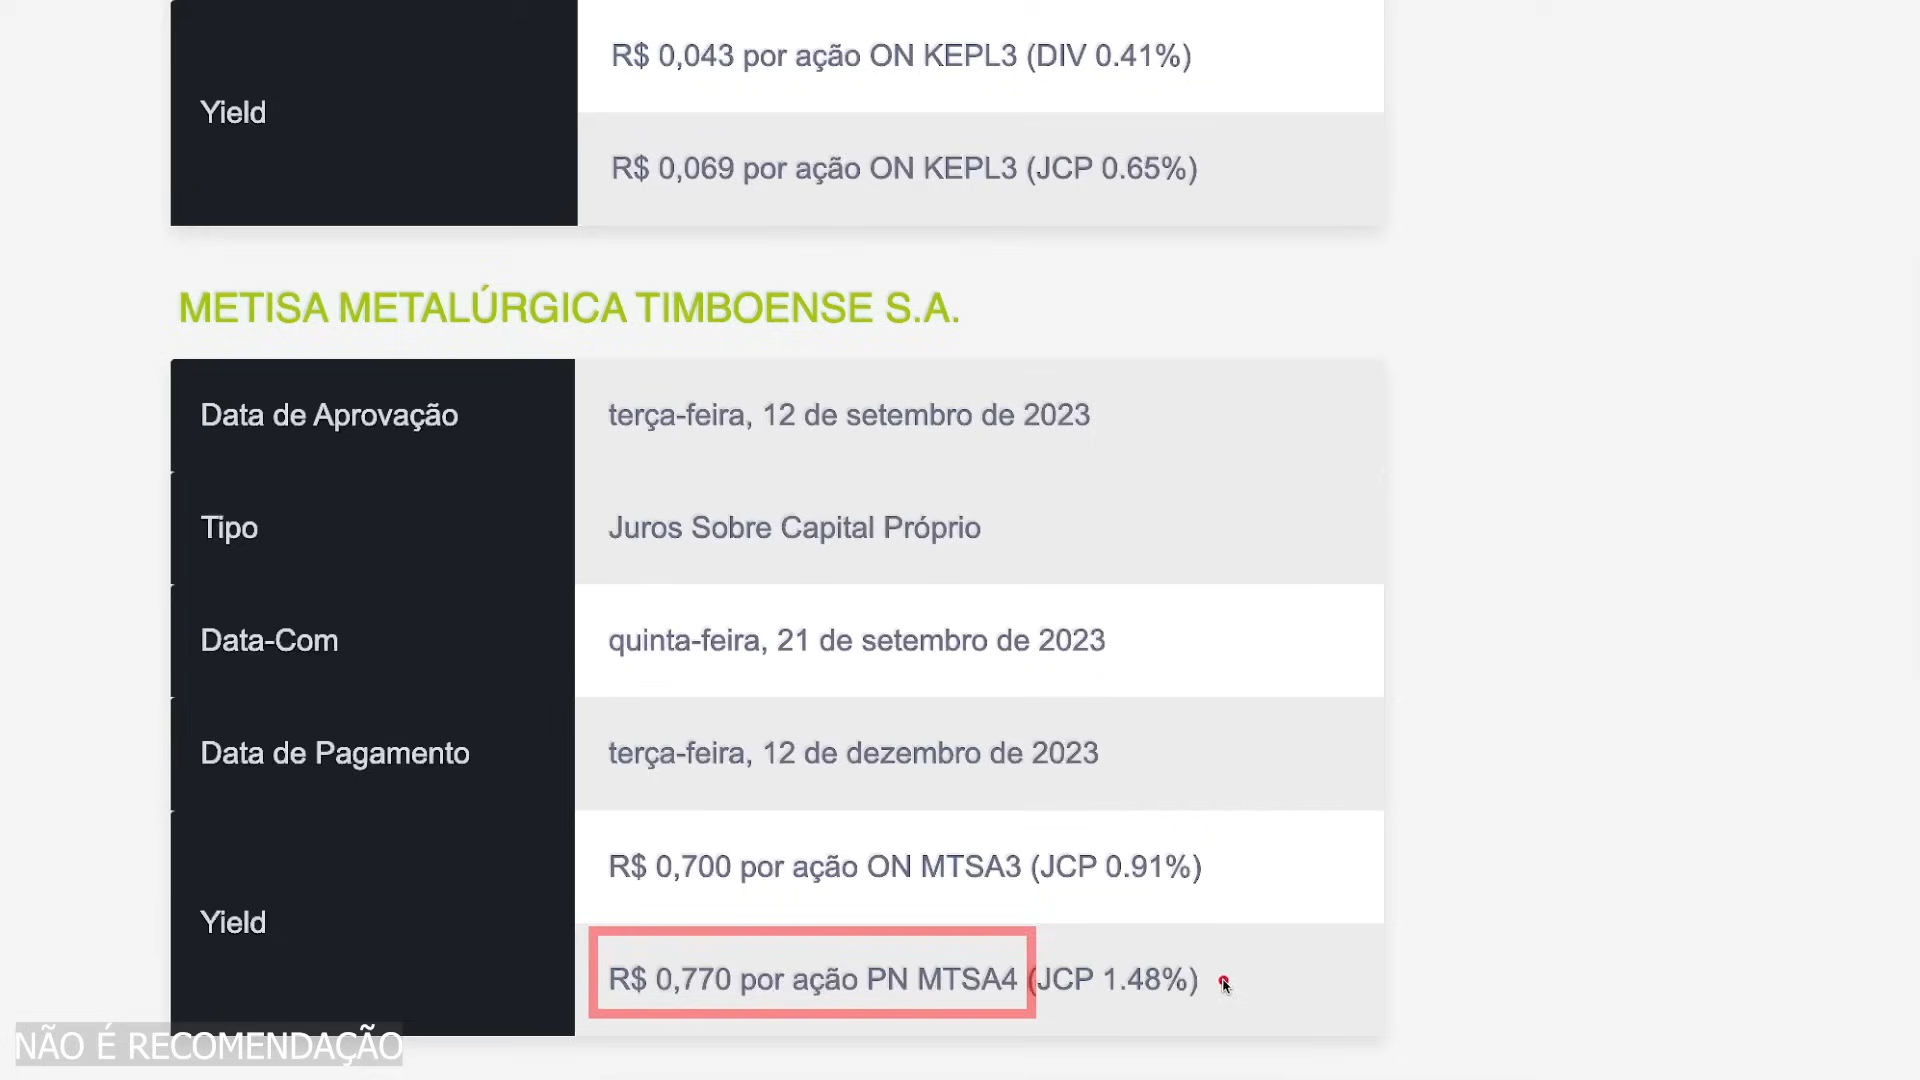 R$ 0,043 por ação ON KEPL3 (DIV 0.41%)
Yield
R$ 0,069 por ação ON KEPL3 (JCP 0.65%)
METISA METALÚRGICA TIMBOENSE S.A.
Data de Aprovação terça-feira, 12 de setembro de 2023
Tipo Juros Sobre Capital Próprio
Data-Com quinta-feira, 21 de setembro de 2023
Data de Pagamento terça-feira, 12 de dezembro de 2023
R$ 0,700 por ação ON MTSA3 (JCP 0.91%)
Yield
R$ 0,770 por ação PN MTSA4 (JCP 1.48%)
NÃO É RECOMENDAÇÃO